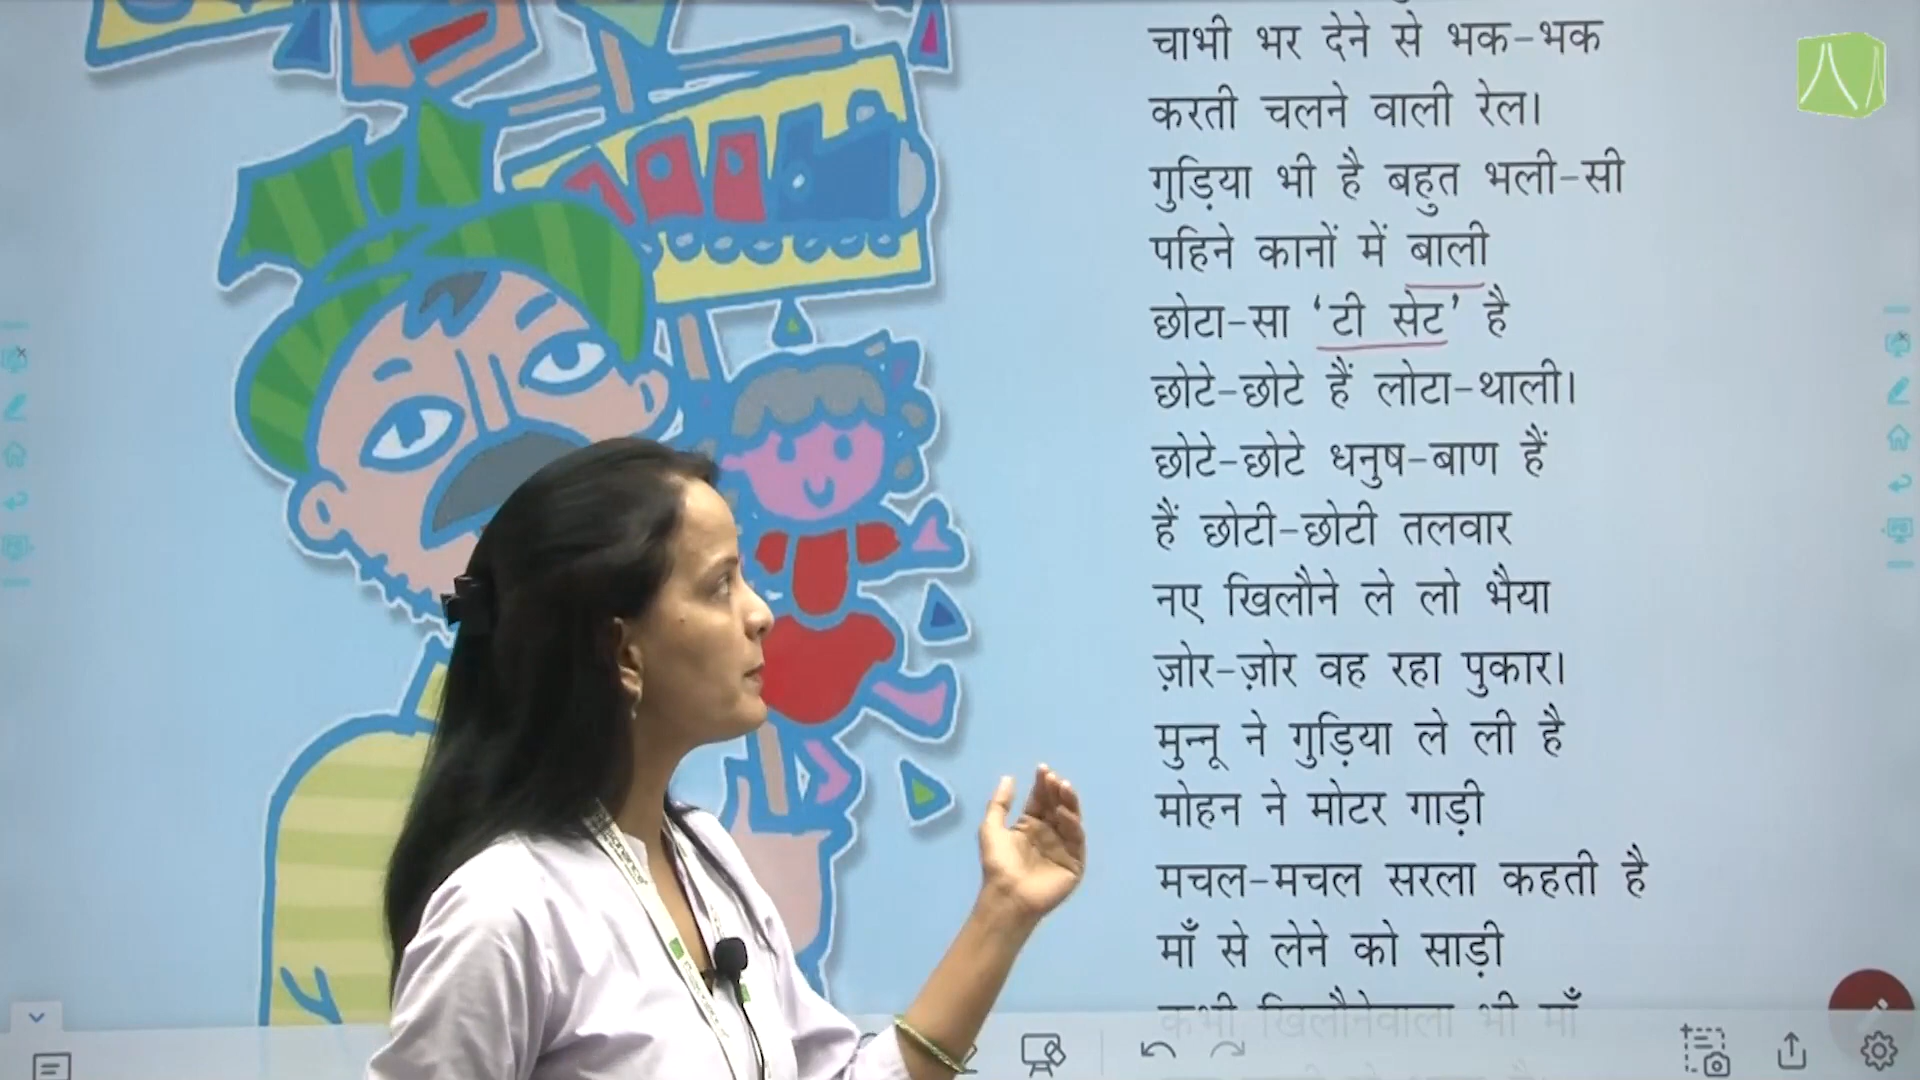 चाभी भर देने से भक-भक
करती चलने वाली रेल।
गुड़िया भी है बहुत भली-सी
पहिने कानों में बाली
छोटा-सा ‘टी सेट’ है
छोटे-छोटे हैं लोटा-थाली।
छोटे-छोटे धनुष-बाण हैं
हैं छोटी-छोटी तलवार
नए खिलौने ले लो भैया
ज़ोर-ज़ोर वह रहा पुकार।
मुन्नू ने गुड़िया ले ली है
मोहन ने मोटर गाड़ी
मचल-मचल सरला कहती है
माँ से लेने को साड़ी
कभी खिलौनेवाला भी माँ